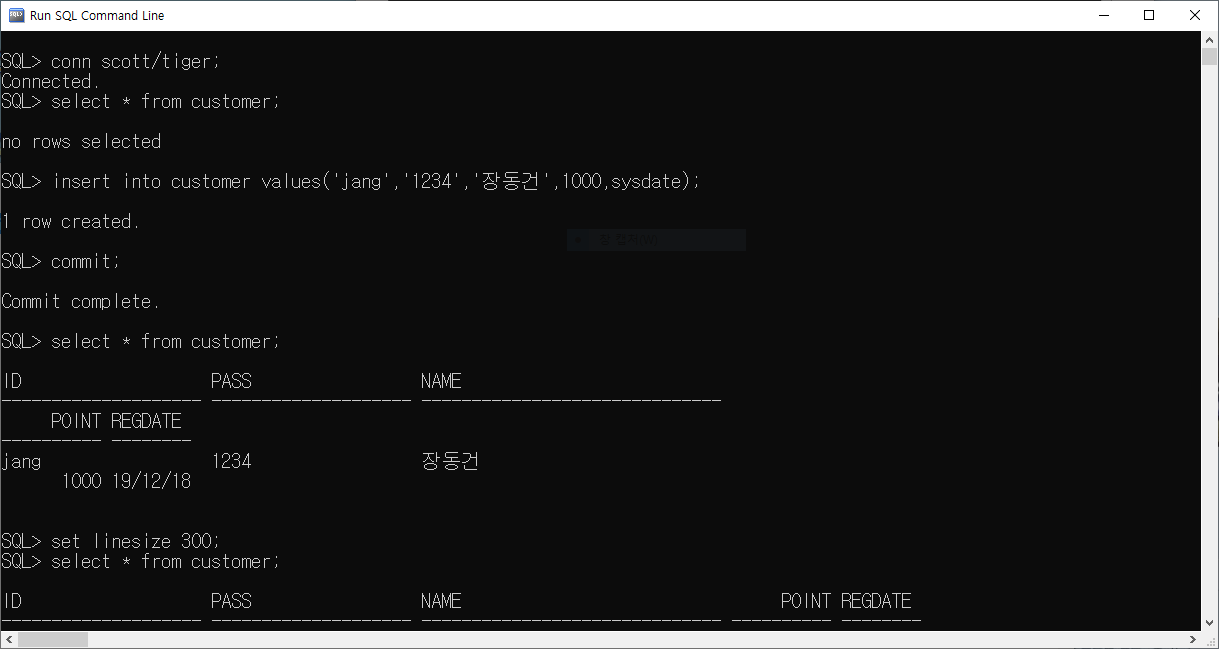 Run SQL Command Line
SQL> conn scott/tiger;
Connected.
SQL> select * from customer;
no rows selected
SQL> insert into customer values('jang','1234','장동건',1000,sysdate);
1 row created.
SQL> commit;
Commit complete.
SQL> select * from customer;
ID                   PASS                 NAME
-------------------- -------------------- ------------------------------
     POINT REGDATE
---------- --------
jang                 1234                 장동건
      1000 19/12/18
SQL> set linesize 300;
SQL> select * from customer;
ID                   PASS                 NAME                                POINT REGDATE
-------------------- -------------------- ------------------------------ ---------- --------